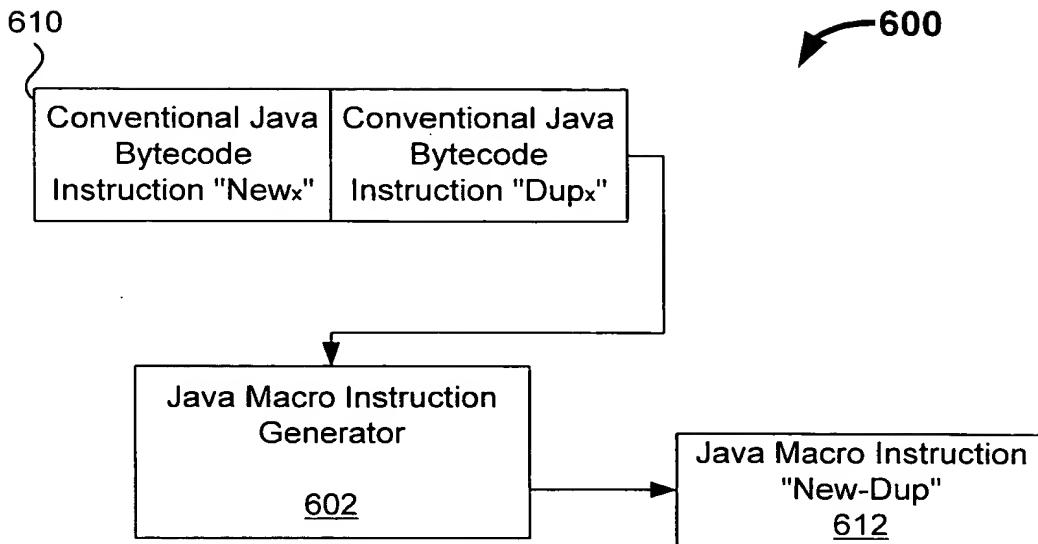 610
600
Conventional Java
Bytecode
Instruction "Newx"
Conventional Java
Bytecode
Instruction "Dupx"
Java Macro Instruction
Generator
602
Java Macro Instruction
"New-Dup"
612